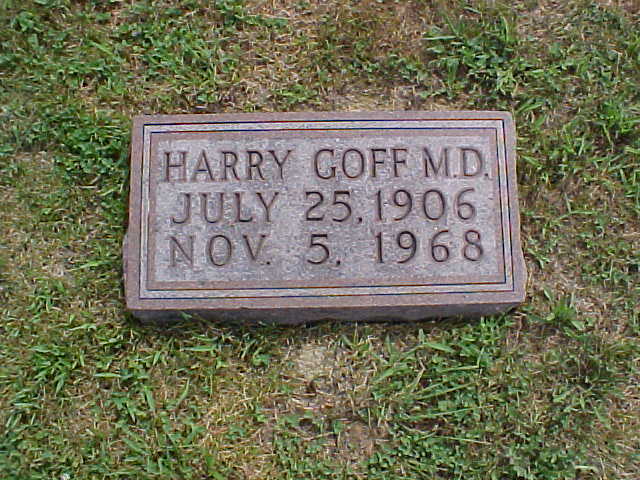 HARRY GOFF M.D.
JULY 25, 1906
NOV. 5, 1968